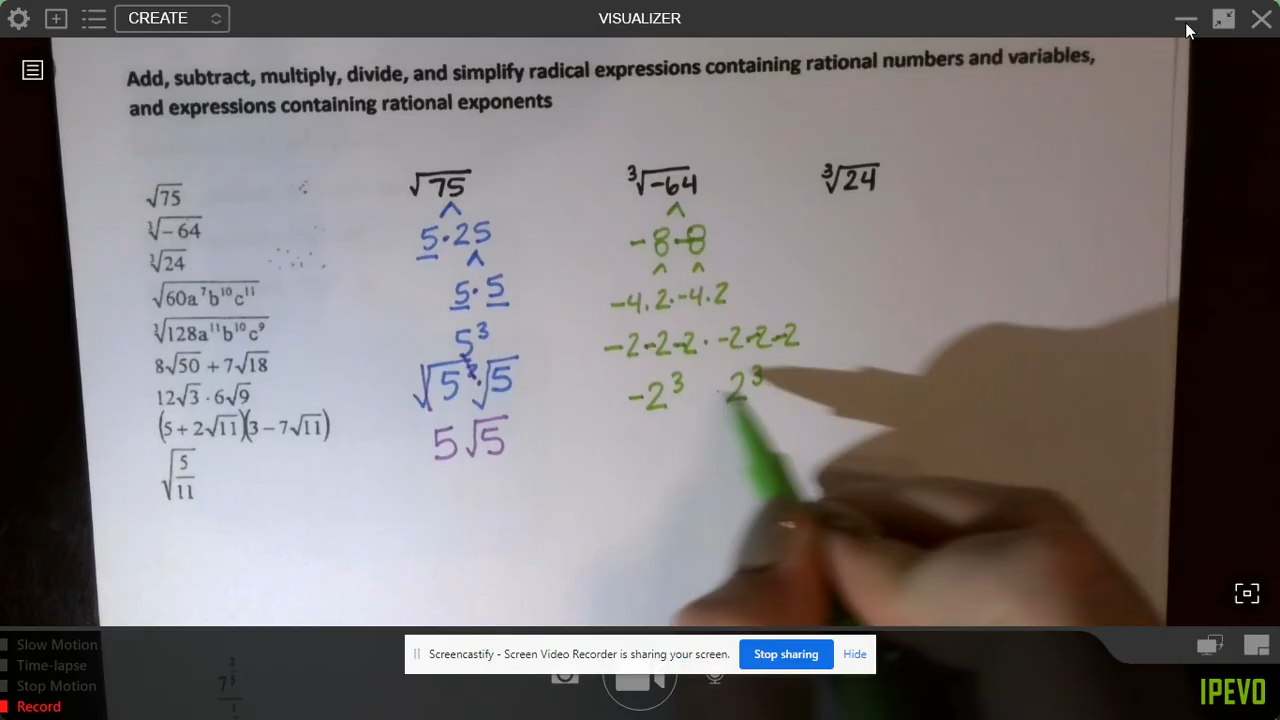 CREATE
VISUALIZER
Add, subtract, multiply, divide, and simplify radical expressions containing rational numbers and variables,
and expressions containing rational exponents
√75
∛-64
∛24
√60a⁷b¹⁰c¹¹
∛128a¹¹b¹⁰c⁹
8√50 + 7√18
12√3 · 6√9
(5 + 2√11)(3 − 7√11)
√5/11
√75
5·25
5·5
5³
√5²·√5
5√5
∛-64
-8·-8
-4.2.-4.2
-2-2-2·-2-2-2
-2³ 2³
∛24
Slow Motion
Time-lapse
Stop Motion
Record
Screencastify - Screen Video Recorder is sharing your screen.
Stop sharing
Hide
IPEVO